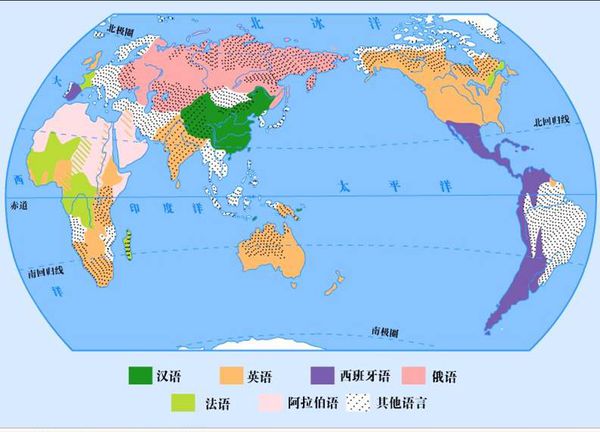 北极圈
北冰洋
大
西
洋
北回归线
太平洋
赤道
印度洋
南回归线
南极圈
汉语
英语
西班牙语
俄语
法语
阿拉伯语
其他语言